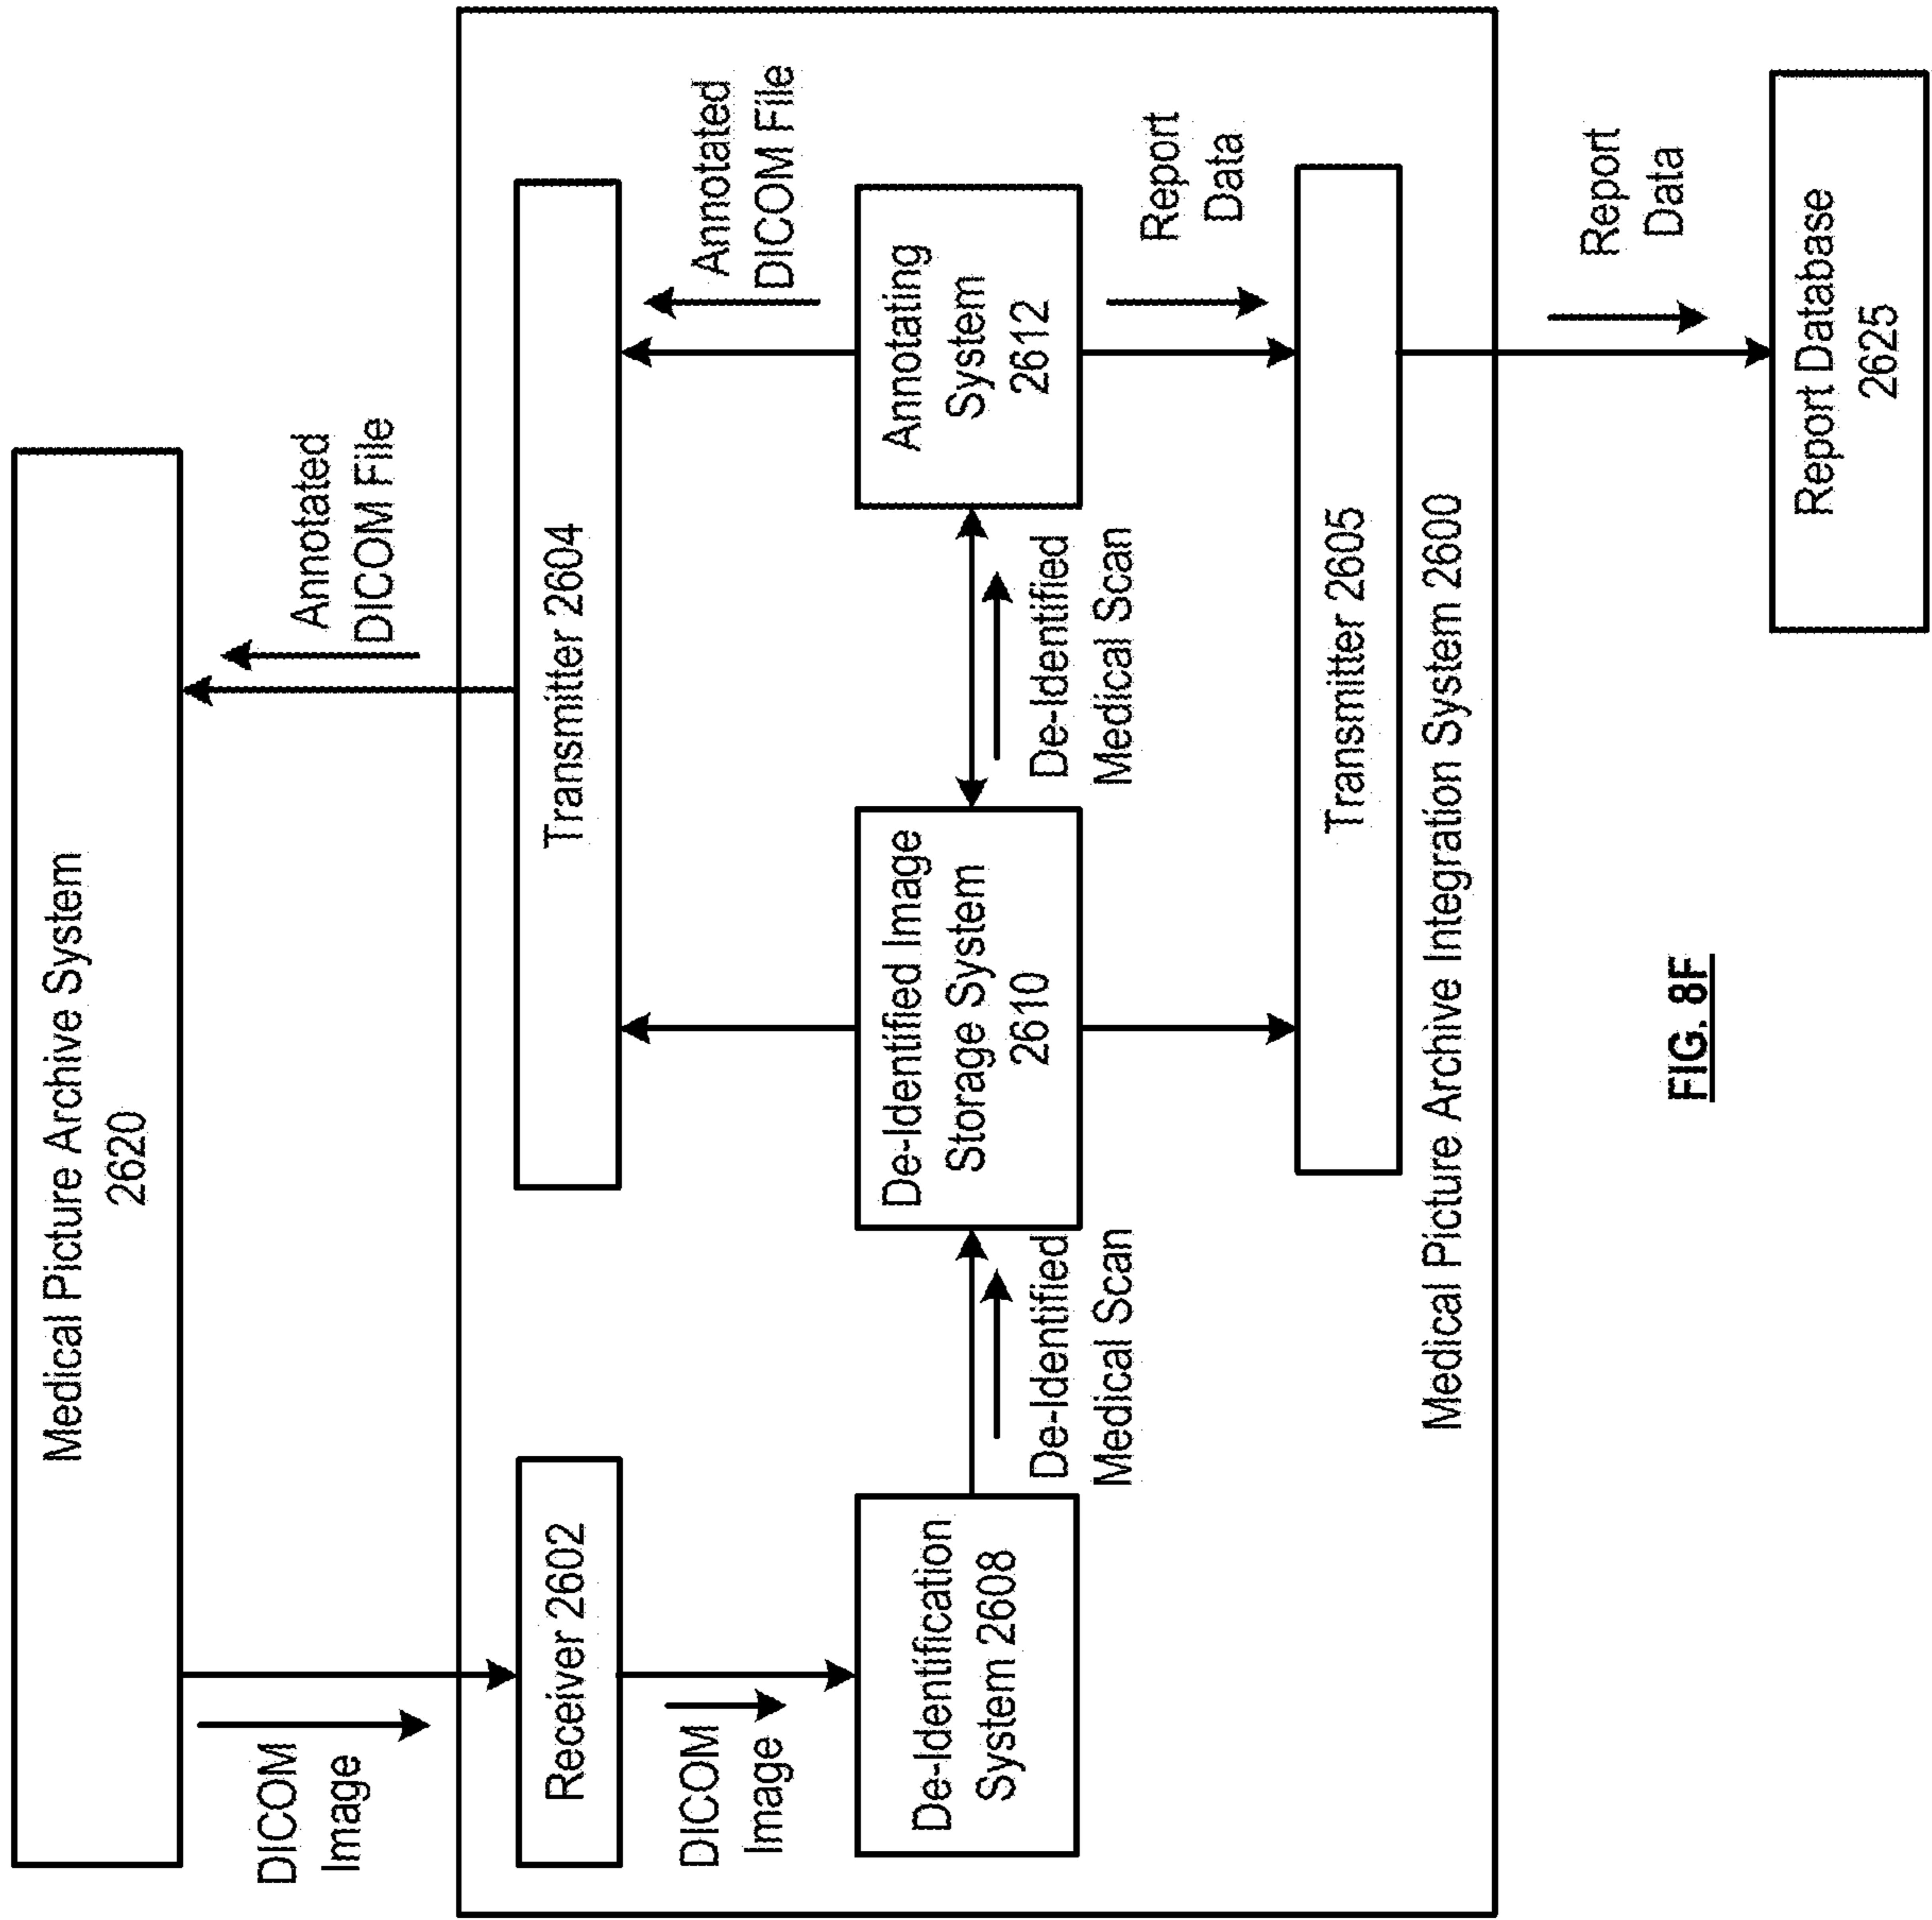 Medical Picture Archive System
2620
DICOM
Image
Annotated
DICOM File
Receiver 2602
Transmitter 2604
DICOM
Image
Annotated
DICOM File
De-Identification
System 2608
De-Identified Image
Storage System
2610
Annotating
System
2612
De-Identified
Medical Scan
De-Identified
Medical Scan
Report
Data
Transmitter 2605
Medical Picture Archive Integration System 2600
Report
Data
FIG. 8F
Report Database
2625